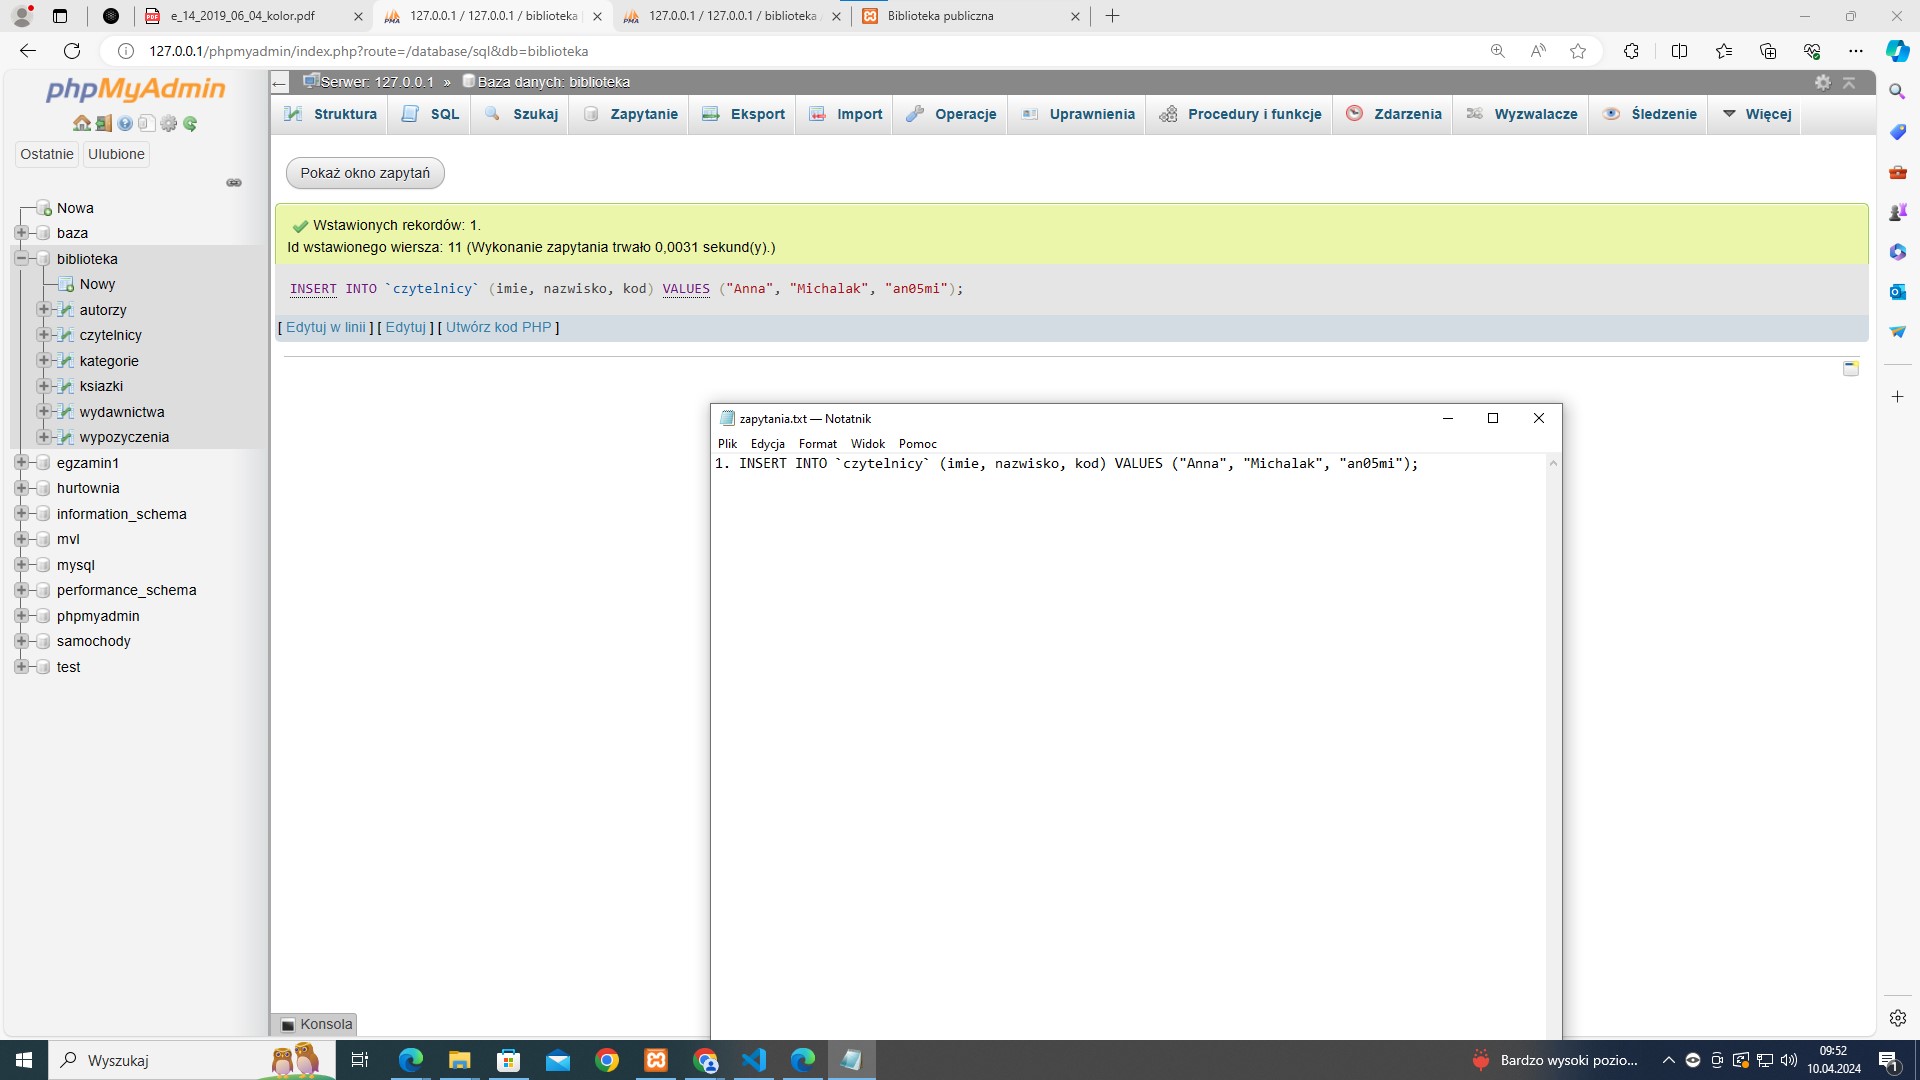 e_14_2019_06_04_kolor.pdf
127.0.0.1 / 127.0.0.1 / biblioteka
127.0.0.1 / 127.0.0.1 / biblioteka
Biblioteka publiczna
127.0.0.1/phpmyadmin/index.php?route=/database/sql&db=biblioteka
phpMyAdmin
Ostatnie
Ulubione
Nowa
baza
biblioteka
Nowy
autorzy
czytelnicy
kategorie
ksiazki
wydawnictwa
wypozyczenia
egzamin1
hurtownia
information_schema
mvl
mysql
performance_schema
phpmyadmin
samochody
test
Serwer: 127.0.0.1 » Baza danych: biblioteka
Struktura
SQL
Szukaj
Zapytanie
Eksport
Import
Operacje
Uprawnienia
Procedury i funkcje
Zdarzenia
Wyzwalacze
Śledzenie
Więcej
Pokaż okno zapytań
Wstawionych rekordów: 1.
Id wstawionego wiersza: 11 (Wykonanie zapytania trwało 0,0031 sekund(y).)
INSERT INTO `czytelnicy` (imie, nazwisko, kod) VALUES ("Anna", "Michalak", "an05mi");
[ Edytuj w linii ] [ Edytuj ] [ Utwórz kod PHP ]
zapytania.txt — Notatnik
Plik Edycja Format Widok Pomoc
1. INSERT INTO `czytelnicy` (imie, nazwisko, kod) VALUES ("Anna", "Michalak", "an05mi");
Konsola
Wyszukaj
Bardzo wysoki pozio...
09:52
10.04.2024
1